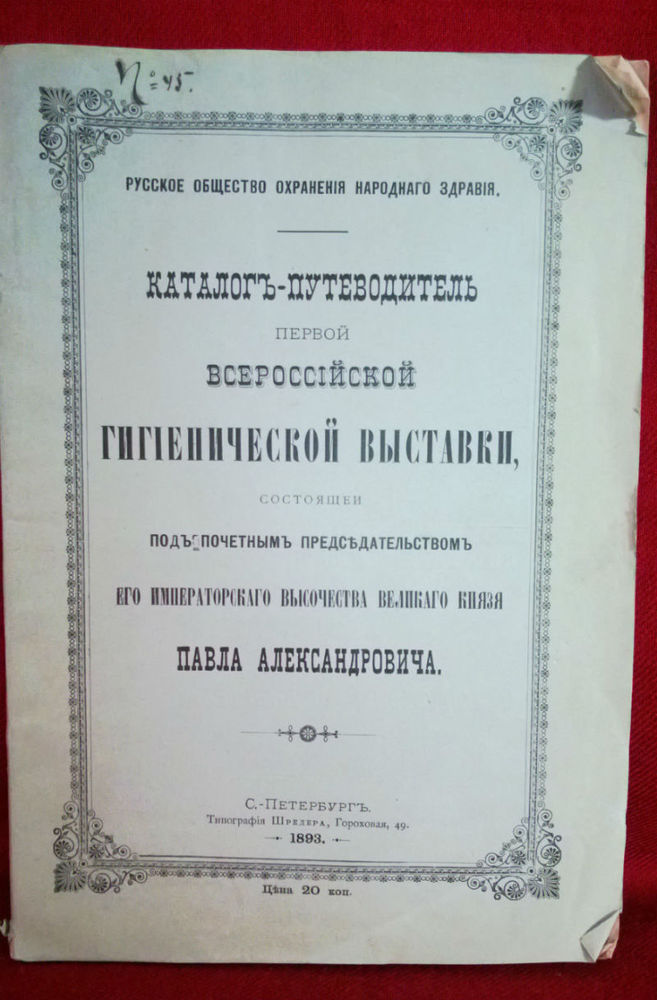 № 45.
РУССКОЕ ОБЩЕСТВО ОХРАНЕНІЯ НАРОДНАГО ЗДРАВІЯ.
КАТАЛОГЪ-ПУТЕВОДИТЕЛЬ
ПЕРВОЙ
ВСЕРОССІЙСКОЙ
ГИГІЕНИЧЕСКОЙ ВЫСТАВКИ,
СОСТОЯЩЕЙ
ПОДЪ ПОЧЕТНЫМЪ ПРЕДСѢДАТЕЛЬСТВОМЪ
ЕГО ИМПЕРАТОРСКАГО ВЫСОЧЕСТВА ВЕЛИКАГО КНЯЗЯ
ПАВЛА АЛЕКСАНДРОВИЧА.
С.-ПЕТЕРБУРГЪ.
Типографія Шредера, Гороховая, 49.
1893.
Цѣна 20 коп.